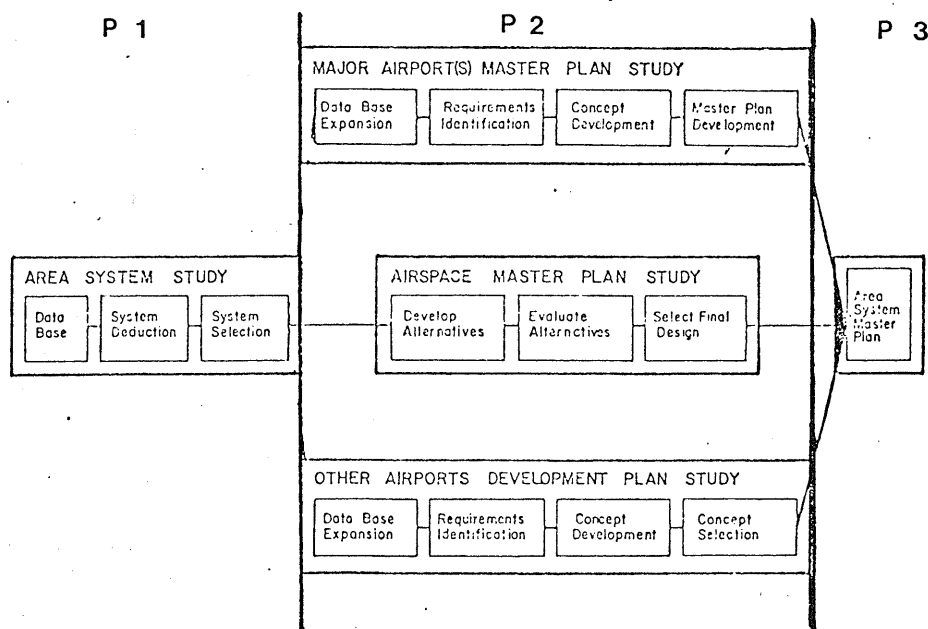 P 1
P 2
P 3
MAJOR AIRPORT(S) MASTER PLAN STUDY
Data Base
Expansion
Requirements
Identification
Concept
Development
Master Plan
Development
AREA SYSTEM STUDY
Data
Base
System
Deduction
System
Selection
AIRSPACE MASTER PLAN STUDY
Develop
Alternatives
Evaluate
Alternatives
Select Final
Design
Area
System
Master
Plan
OTHER AIRPORTS DEVELOPMENT PLAN STUDY
Data Base
Expansion
Requirements
Identification
Concept
Development
Concept
Selection